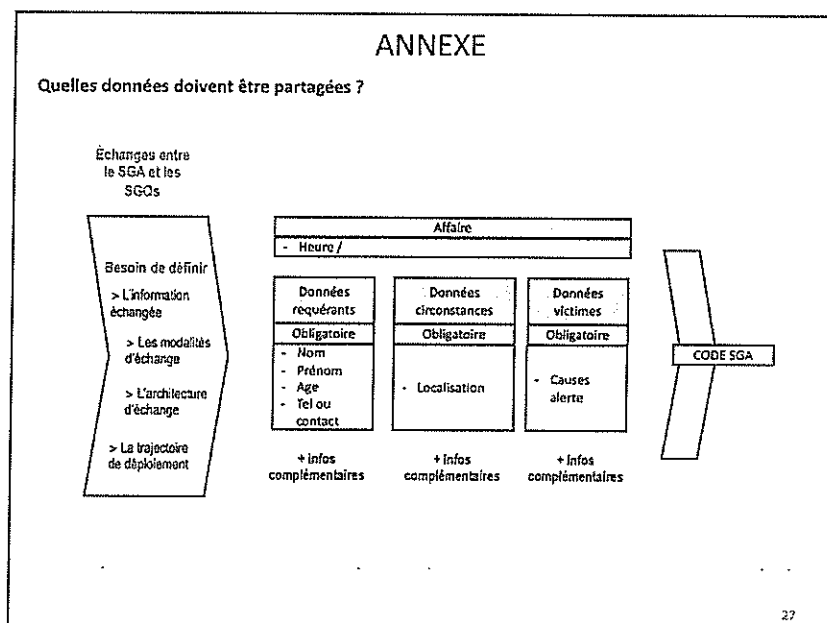 ANNEXE
Quelles données doivent être partagées ?
Échanges entre
le SGA et les
SGOs
Besoin de définir
> L'information
échangée
> Les modalités
d'échange
> L'architecture
d'échange
> La trajectoire
de déploiement
Affaire
- Heure /
Données
requérants
Obligatoire
- Nom
- Prénom
- Age
- Tel ou
contact
+ infos
complémentaires
Données
circonstances
Obligatoire
- Localisation
+ infos
complémentaires
Données
victimes
Obligatoire
- Causes
alerte
+ infos
complémentaires
CODE SGA
27